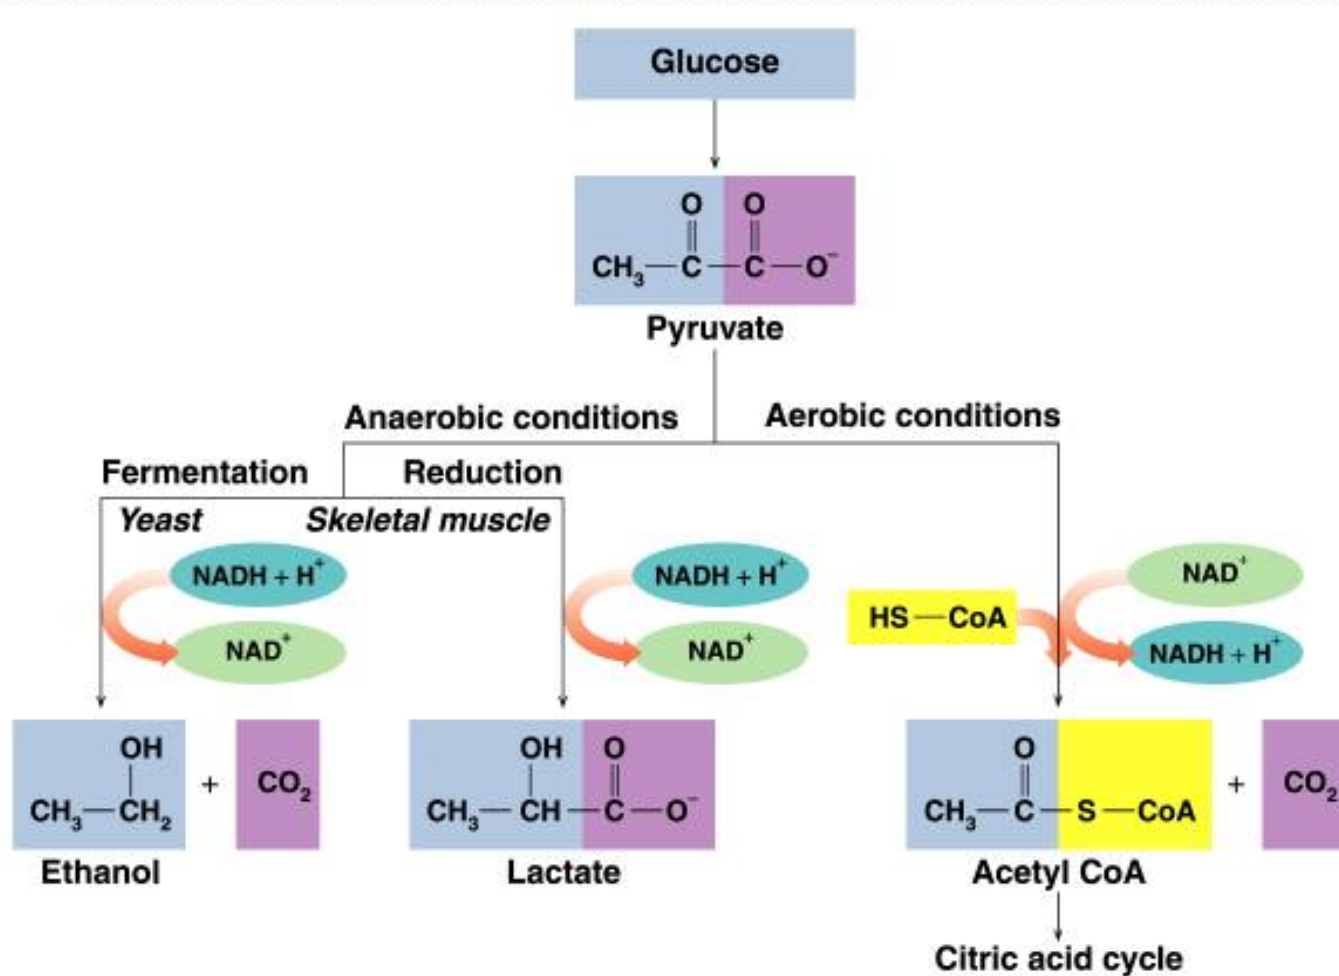 Glucose
O O
CH₃—C—C—O⁻
Pyruvate
Anaerobic conditions
Aerobic conditions
Fermentation
Reduction
Yeast
Skeletal muscle
NADH + H⁺
NAD⁺
NADH + H⁺
NAD⁺
HS—CoA
NAD⁺
NADH + H⁺
OH
CH₃—CH₂
+
CO₂
Ethanol
OH O
CH₃—CH—C—O⁻
Lactate
O
CH₃—C—S—CoA
+
CO₂
Acetyl CoA
Citric acid cycle